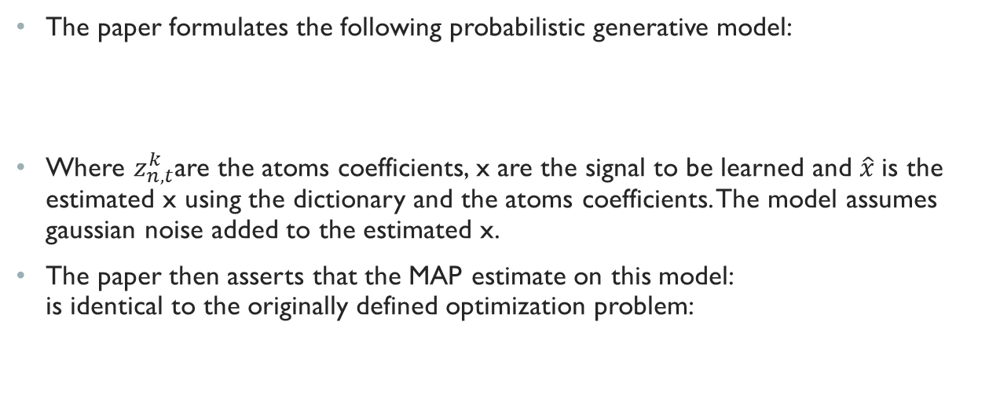 • The paper formulates the following probabilistic generative model:
• Where $z_{n,t}^{k}$are the atoms coefficients, x are the signal to be learned and $\hat{x}$ is the
estimated x using the dictionary and the atoms coefficients. The model assumes
gaussian noise added to the estimated x.
• The paper then asserts that the MAP estimate on this model:
is identical to the originally defined optimization problem: